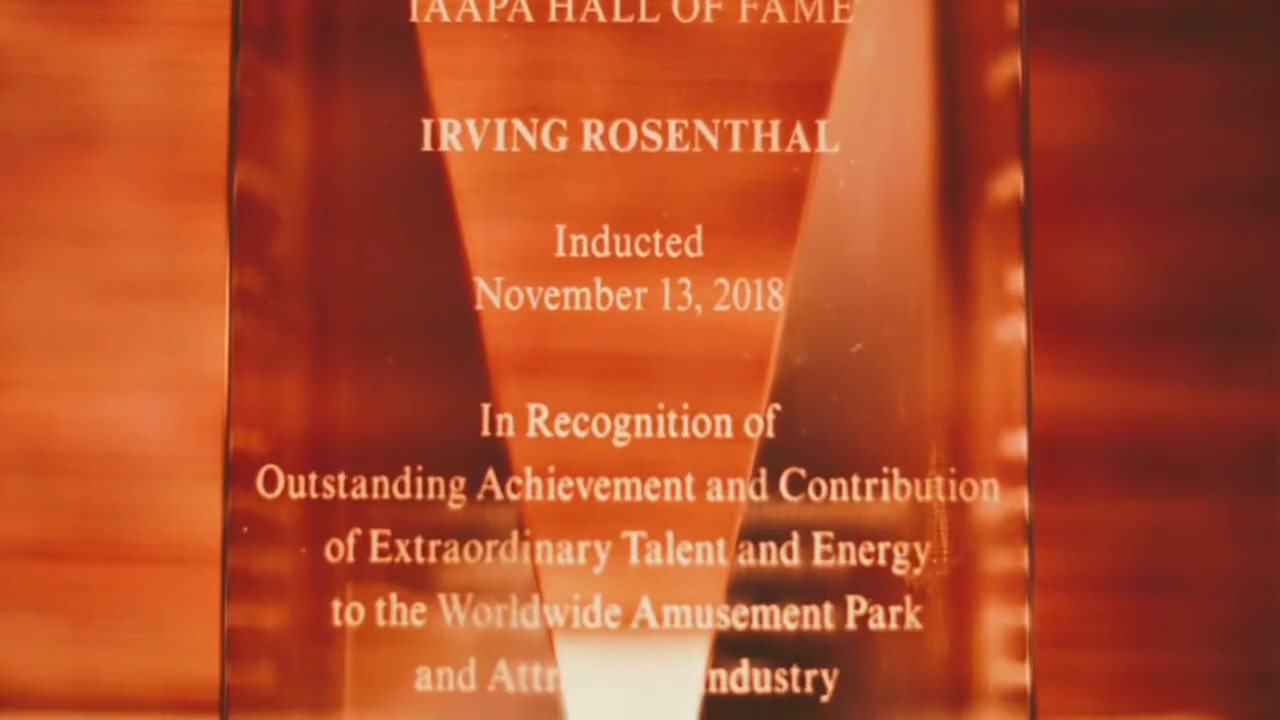 IAAPA HALL OF FAME
IRVING ROSENTHAL
Inducted
November 13, 2018
In Recognition of
Outstanding Achievement and Contribution
of Extraordinary Talent and Energy
to the Worldwide Amusement Park
and Industry